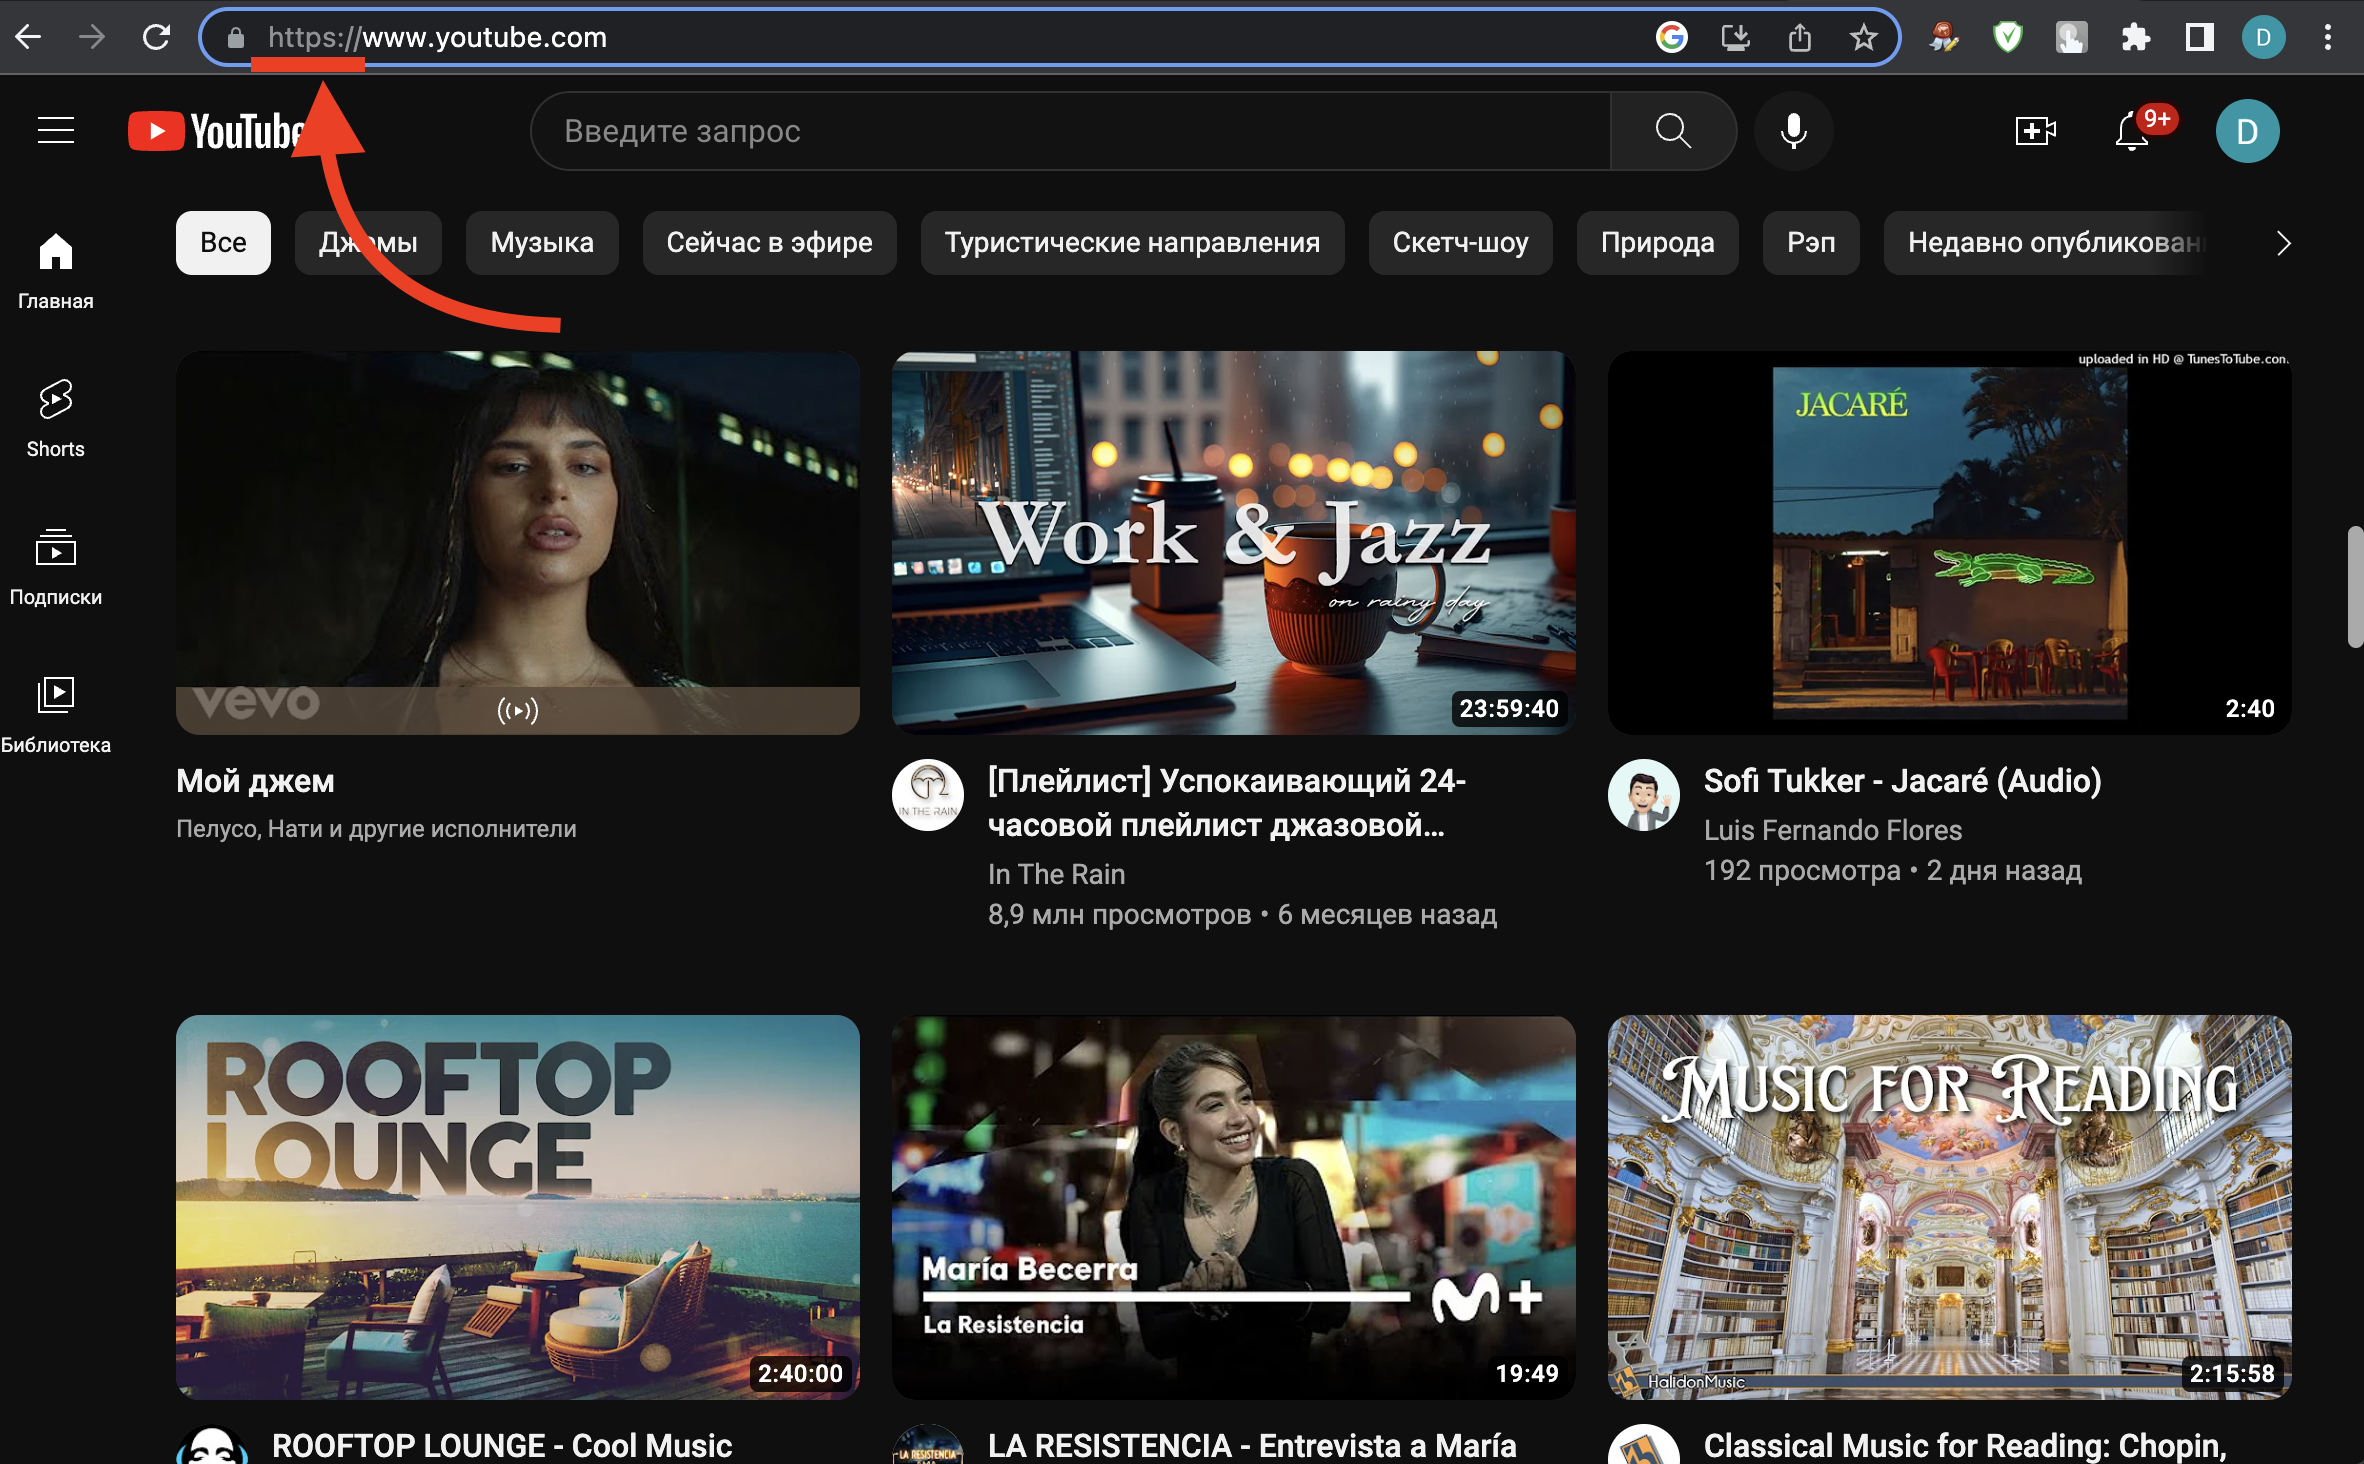 https://www.youtube.com
D
YouTube
Введите запрос
9+
D
Все
Музыка
Сейчас в эфире
Туристические направления
Скетч-шоу
Природа
Рэп
Недавно
Главная
Shorts
Подписки
Библиотека
vevo
Work & Jazz
on rainy day
23:59:40
uploaded in HD @ TunesToTube.com
JACARÉ
2:40
Мой джем
Пелусо, Нати и другие исполнители
IN THE RAIN
[Плейлист] Успокаивающий 24-
часовой плейлист джазовой...
In The Rain
8,9 млн просмотров • 6 месяцев назад
Sofi Tukker - Jacaré (Audio)
Luis Fernando Flores
192 просмотра • 2 дня назад
ROOFTOP
LOUNGE
2:40:00
María Becerra
La Resistencia
M+
19:49
MUSIC FOR READING
HalidonMusic
2:15:58
ROOFTOP LOUNGE - Cool Music
LA RESISTENCIA
LA RESISTENCIA - Entrevista a María
Classical Music for Reading: Chopin,